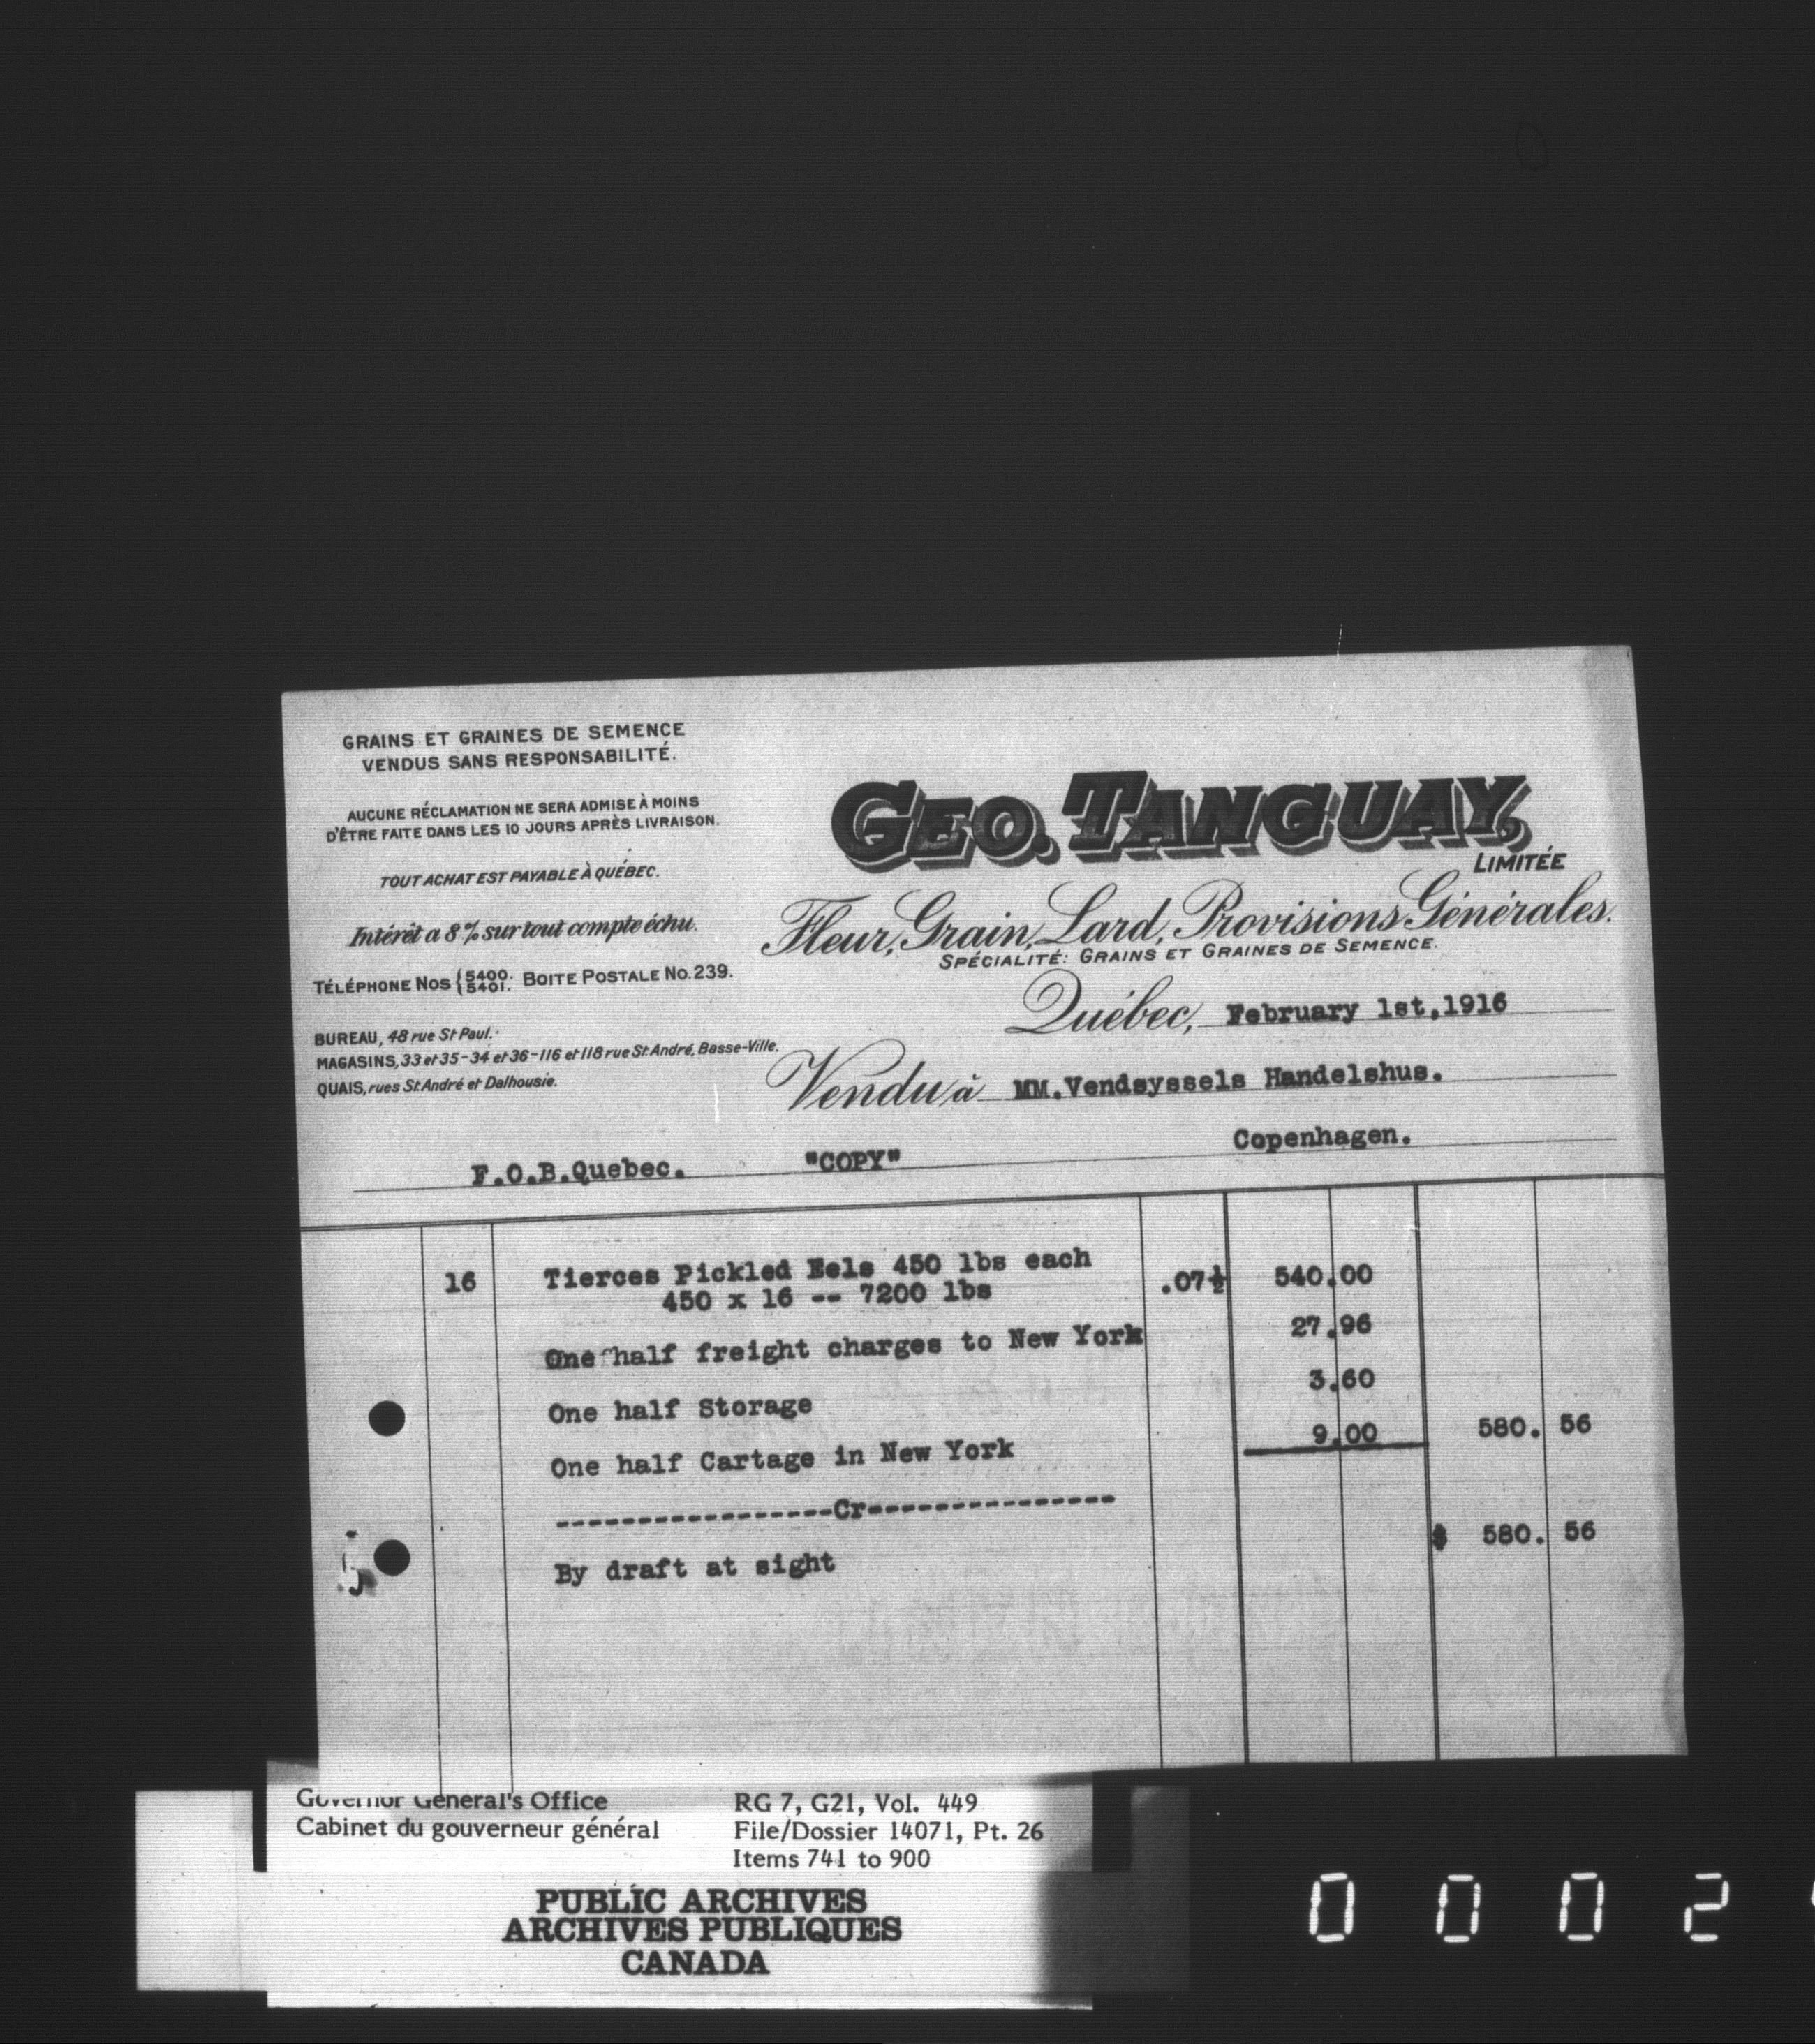 GRAINS ET GRAINES DE SEMENCE
VENDUS SANS RESPONSABILITÉ.
AUCUNE RÉCLAMATION NE SERA ADMISE À MOINS
D'ÊTRE FAITE DANS LES 10 JOURS APRÈS LIVRAISON.
TOUT ACHAT EST PAYABLE À QUÉBEC.
Intérêt a 8% sur tout compte échu.
TÉLÉPHONE NOS {5400. 5401. BOITE POSTALE NO. 239.
BUREAU, 48 rue St Paul.
MAGASINS, 33 et 35-34 et 36-116 et 118 rue St. André, Basse-Ville.
QUAIS, rues St. André et Dalhousie.
GEO. TANGUAY,
LIMITÉE
Fleur, Grain, Lard, Provisions Générales.
SPÉCIALITÉ: GRAINS ET GRAINES DE SEMENCE.
Québec, February 1st,1916
Vendu à MM.Vendsyssels Handelshus.
Copenhagen.
F.O.B.Quebec. "COPY"
16 Tierces Pickled Eels 450 lbs each .07½ 540.00
450 x 16 -- 7200 lbs
One half freight charges to New York 27.96
One half Storage 3.60
One half Cartage in New York 9.00 580. 56
-----------------Cr---------------
By draft at sight $ 580. 56
Governor General's Office RG 7, G21, Vol. 449
Cabinet du gouverneur général File/Dossier 14071, Pt. 26
Items 741 to 900
PUBLIC ARCHIVES
ARCHIVES PUBLIQUES
CANADA
0 0 0 2